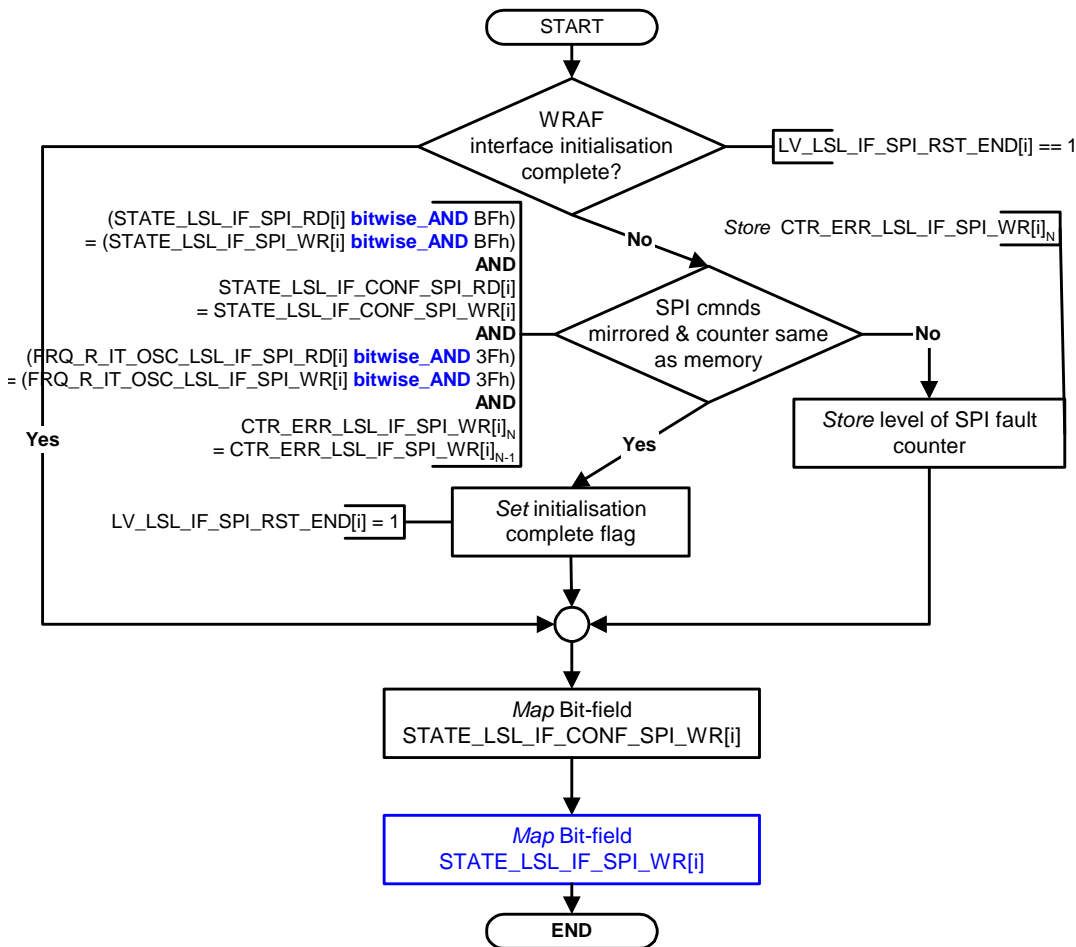 START
WRAF
interface initialisation
complete?
LV_LSL_IF_SPI_RST_END[i] == 1
(STATE_LSL_IF_SPI_RD[i] bitwise_AND BFh)
= (STATE_LSL_IF_SPI_WR[i] bitwise_AND BFh)
AND
STATE_LSL_IF_CONF_SPI_RD[i]
= STATE_LSL_IF_CONF_SPI_WR[i]
AND
(FRQ_R_IT_OSC_LSL_IF_SPI_RD[i] bitwise_AND 3Fh)
= (FRQ_R_IT_OSC_LSL_IF_SPI_WR[i] bitwise_AND 3Fh)
AND
CTR_ERR_LSL_IF_SPI_WR[i]N
= CTR_ERR_LSL_IF_SPI_WR[i]N-1
No
Store CTR_ERR_LSL_IF_SPI_WR[i]N
SPI cmnds
mirrored & counter same
as memory
No
Yes
Yes
Store level of SPI fault
counter
LV_LSL_IF_SPI_RST_END[i] = 1
Set initialisation
complete flag
Map Bit-field
STATE_LSL_IF_CONF_SPI_WR[i]
Map Bit-field
STATE_LSL_IF_SPI_WR[i]
END